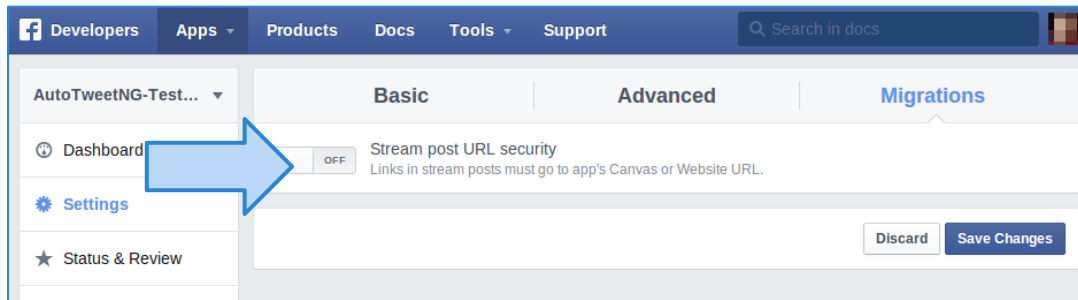 Developers Apps Products Docs Tools Support Search in docs
AutoTweetNG-Test...
Basic Advanced Migrations
Dashboard
OFF
Stream post URL security
Links in stream posts must go to app's Canvas or Website URL.
Settings
Discard Save Changes
Status & Review